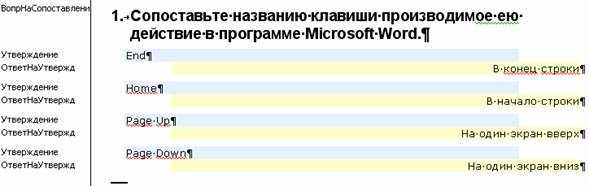 ВопрНаСопоставлени
1. Сопоставьте названию клавиши производимое ею
действие в программе Microsoft Word.¶
Утверждение End¶
ОтветНаУтвержд В конец строки¶
Утверждение Home¶
ОтветНаУтвержд В начало строки¶
Утверждение Page Up¶
ОтветНаУтвержд На один экран вверх¶
Утверждение Page Down¶
ОтветНаУтвержд На один экран вниз¶